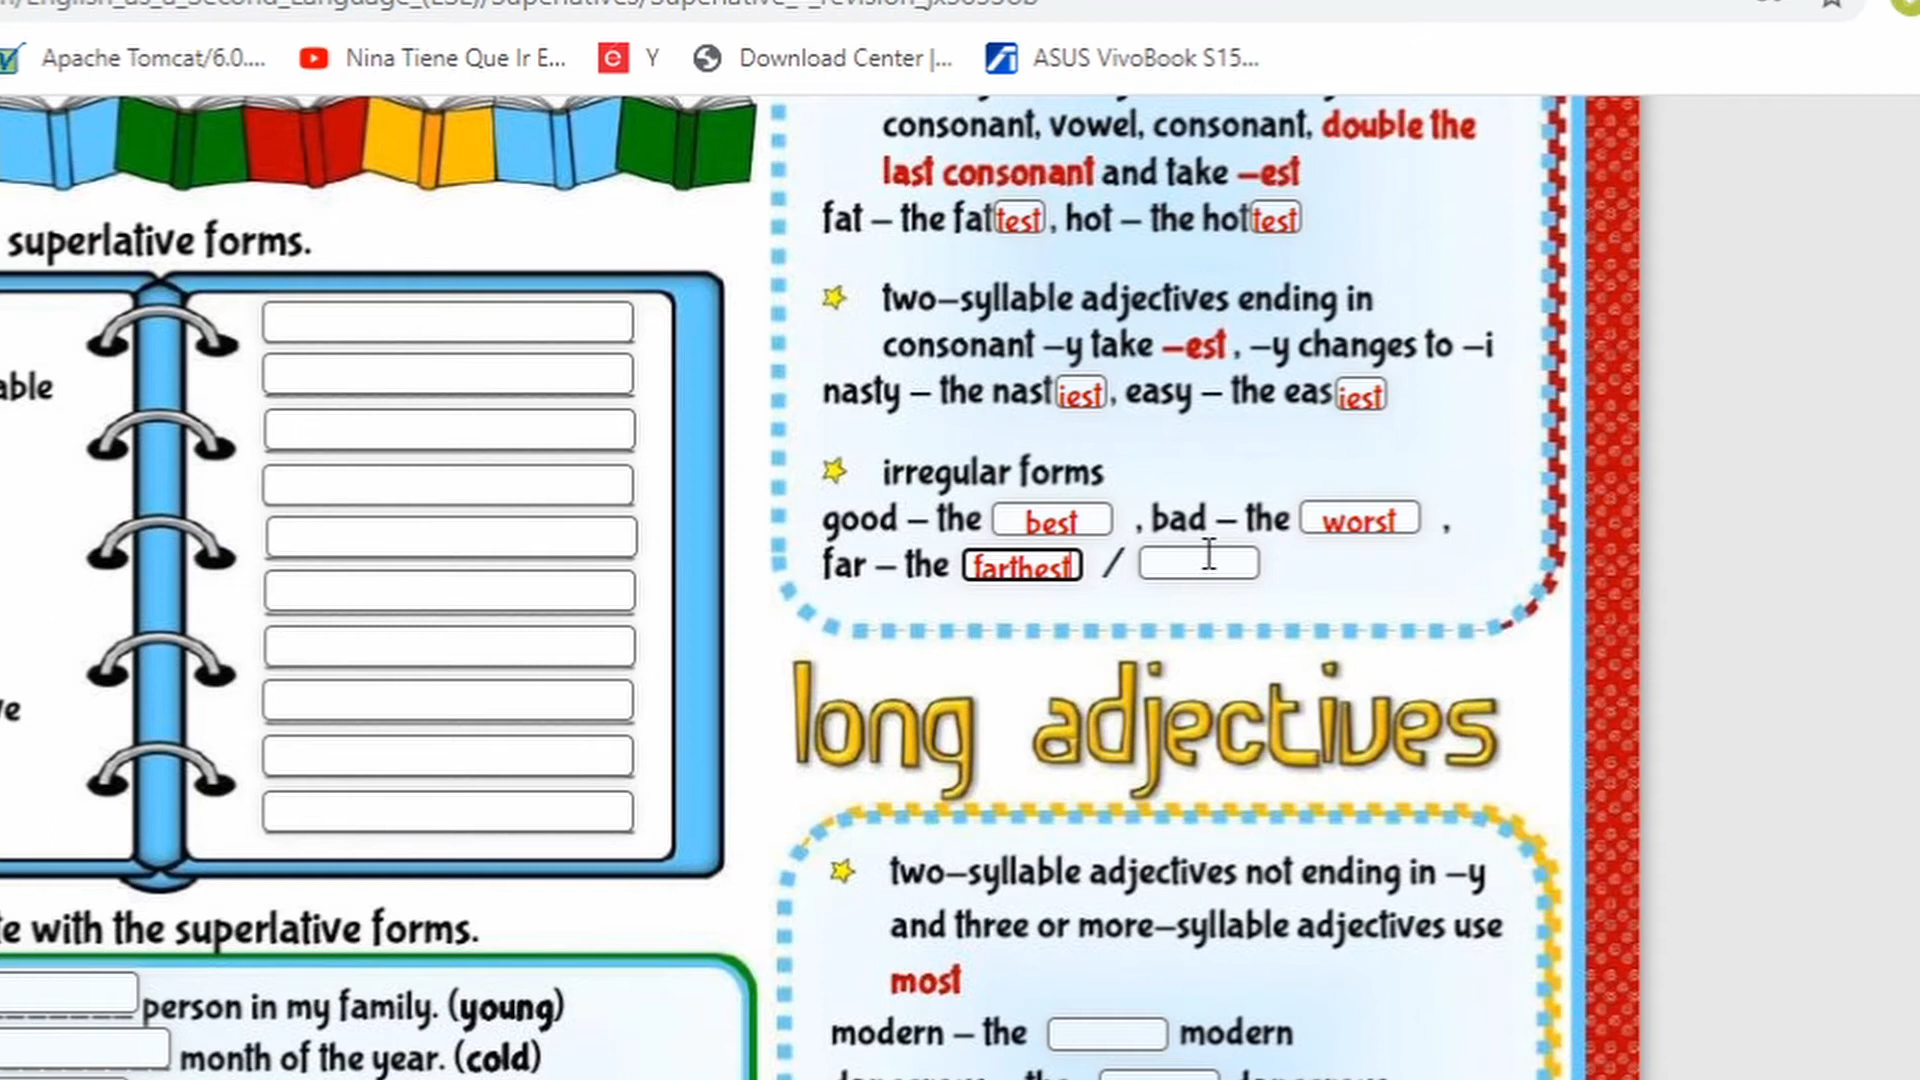 Apache Tomcat/6.0.... Nina Tiene Que Ir E... é Y Download Center |... ASUS VivoBook S15...
consonant, vowel, consonant, double the
last consonant and take –est
fat – the fattest, hot – the hottest
superlative forms.
two–syllable adjectives ending in
consonant –y take –est, –y changes to –i
nasty – the nastiest, easy – the easiest
able
irregular forms
good – the best, bad – the worst,
far – the farthest /
ve
long adjectives
two–syllable adjectives not ending in –y
and three or more–syllable adjectives use
most
modern – the modern
te with the superlative forms.
person in my family. (young)
month of the year. (cold)